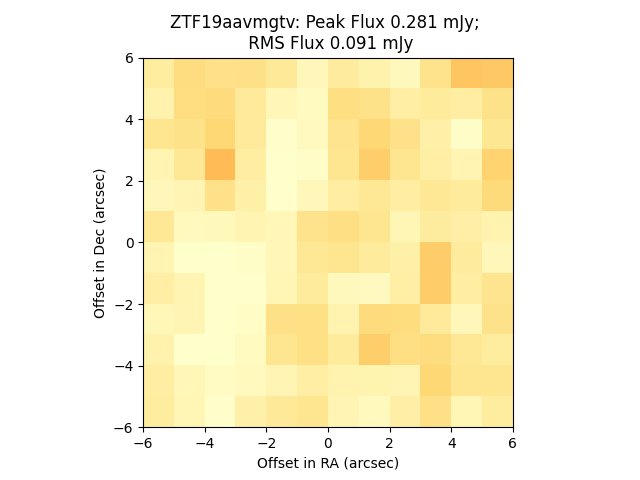 ZTF19aavmgtv: Peak Flux 0.281 mJy;
RMS Flux 0.091 mJy
6
4
2
0
−2
−4
−6
Offset in Dec (arcsec)
−6 −4 −2 0 2 4 6
Offset in RA (arcsec)